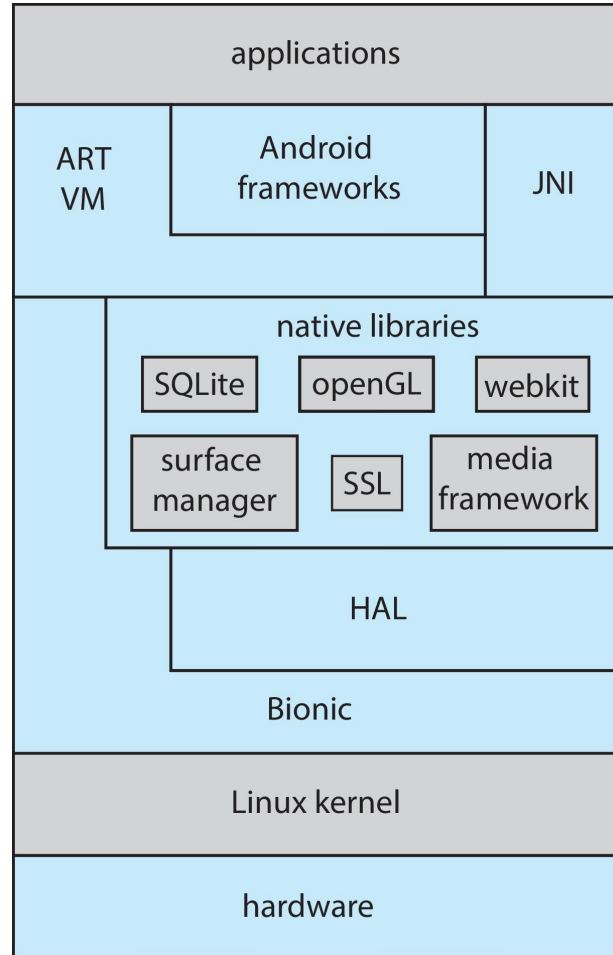 applications
ART
VM
Android
frameworks
JNI
native libraries
SQLite
openGL
webkit
surface
manager
SSL
media
framework
HAL
Bionic
Linux kernel
hardware